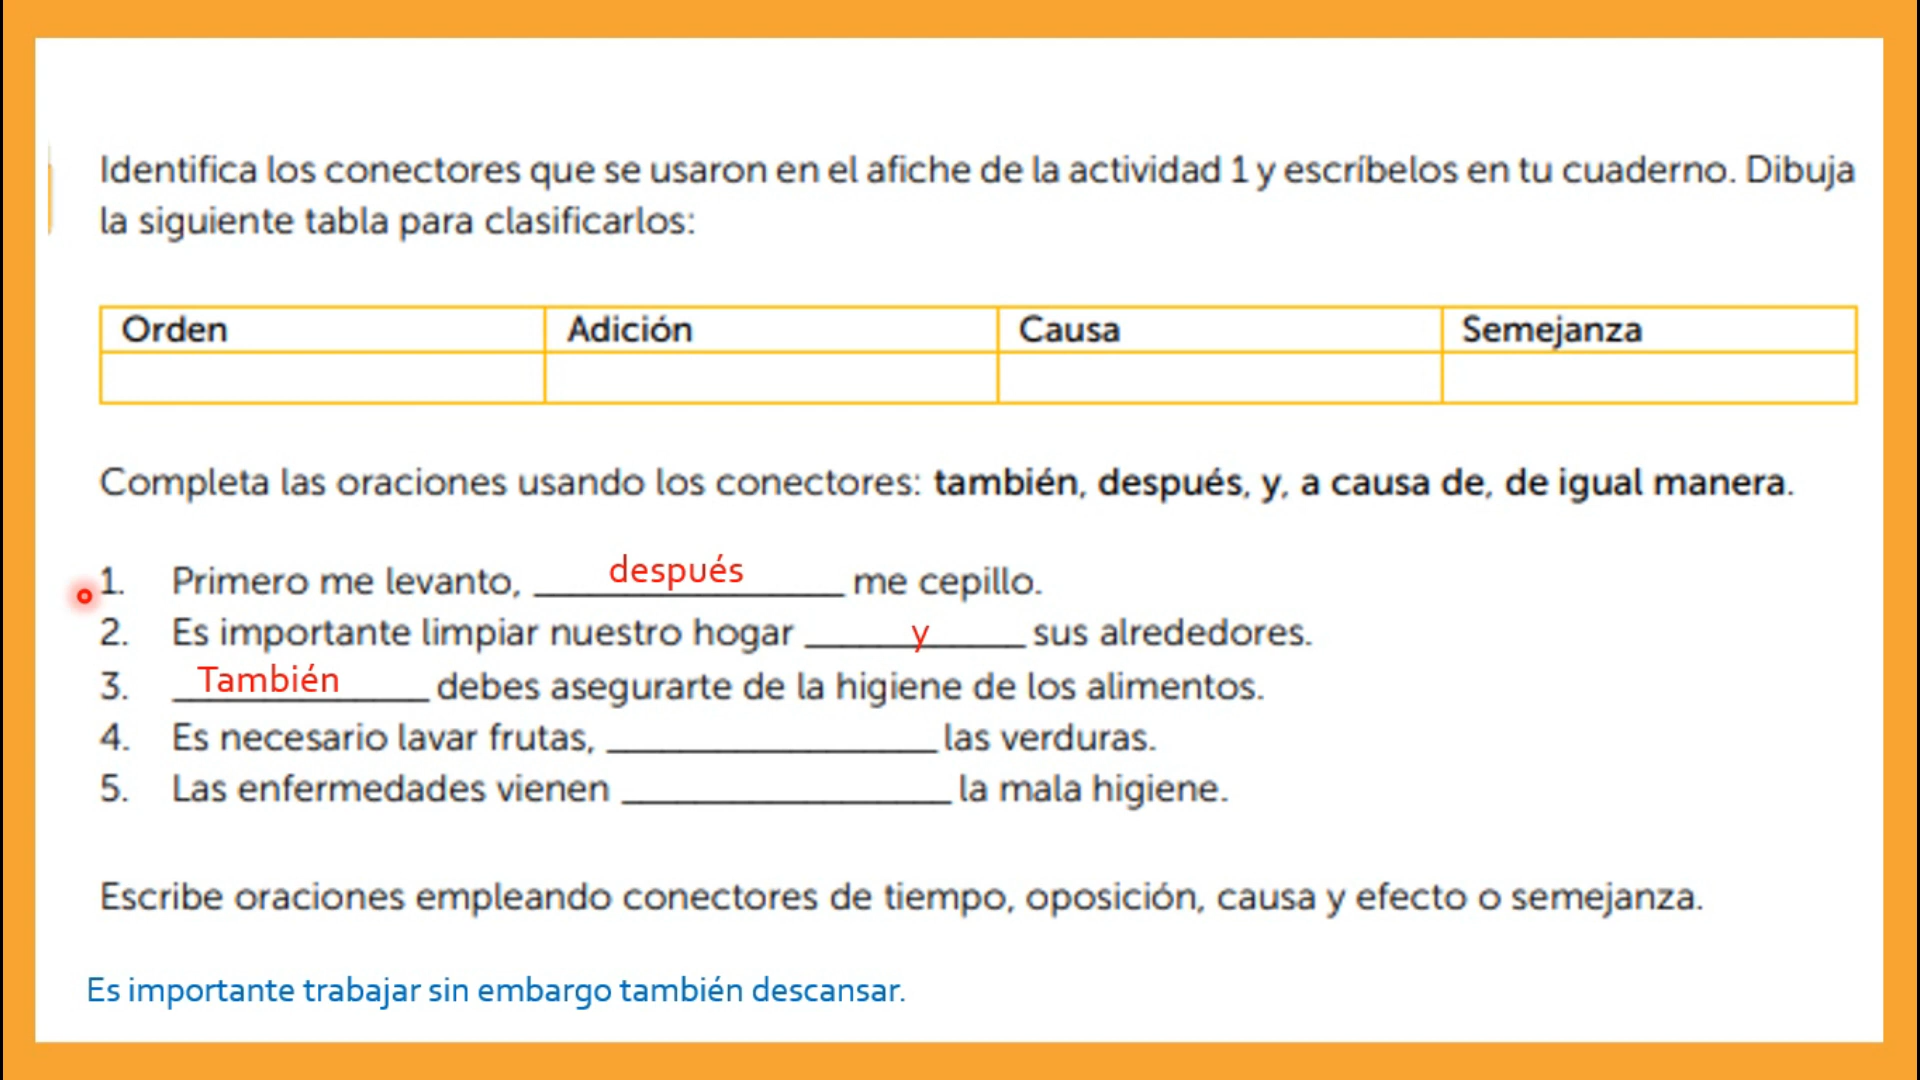 Identifica los conectores que se usaron en el afiche de la actividad 1 y escríbelos en tu cuaderno. Dibuja
la siguiente tabla para clasificarlos:
Orden Adición Causa Semejanza
Completa las oraciones usando los conectores: también, después, y, a causa de, de igual manera.
1. Primero me levanto, después me cepillo.
2. Es importante limpiar nuestro hogar y sus alrededores.
3. También debes asegurarte de la higiene de los alimentos.
4. Es necesario lavar frutas, ____________ las verduras.
5. Las enfermedades vienen ____________ la mala higiene.
Escribe oraciones empleando conectores de tiempo, oposición, causa y efecto o semejanza.
Es importante trabajar sin embargo también descansar.